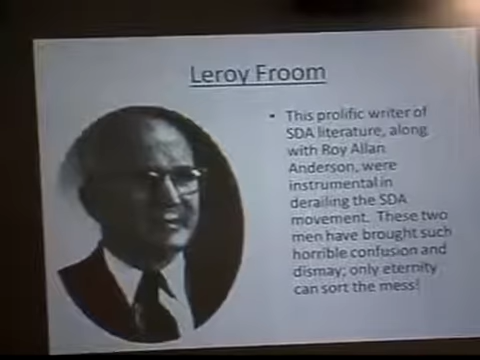 Leroy Froom
• This prolific writer of
SDA literature, along
with Roy Allan
Anderson, were
instrumental in
derailing the SDA
movement. These two
men have brought such
horrible confusion and
dismay; only eternity
can sort the mess!